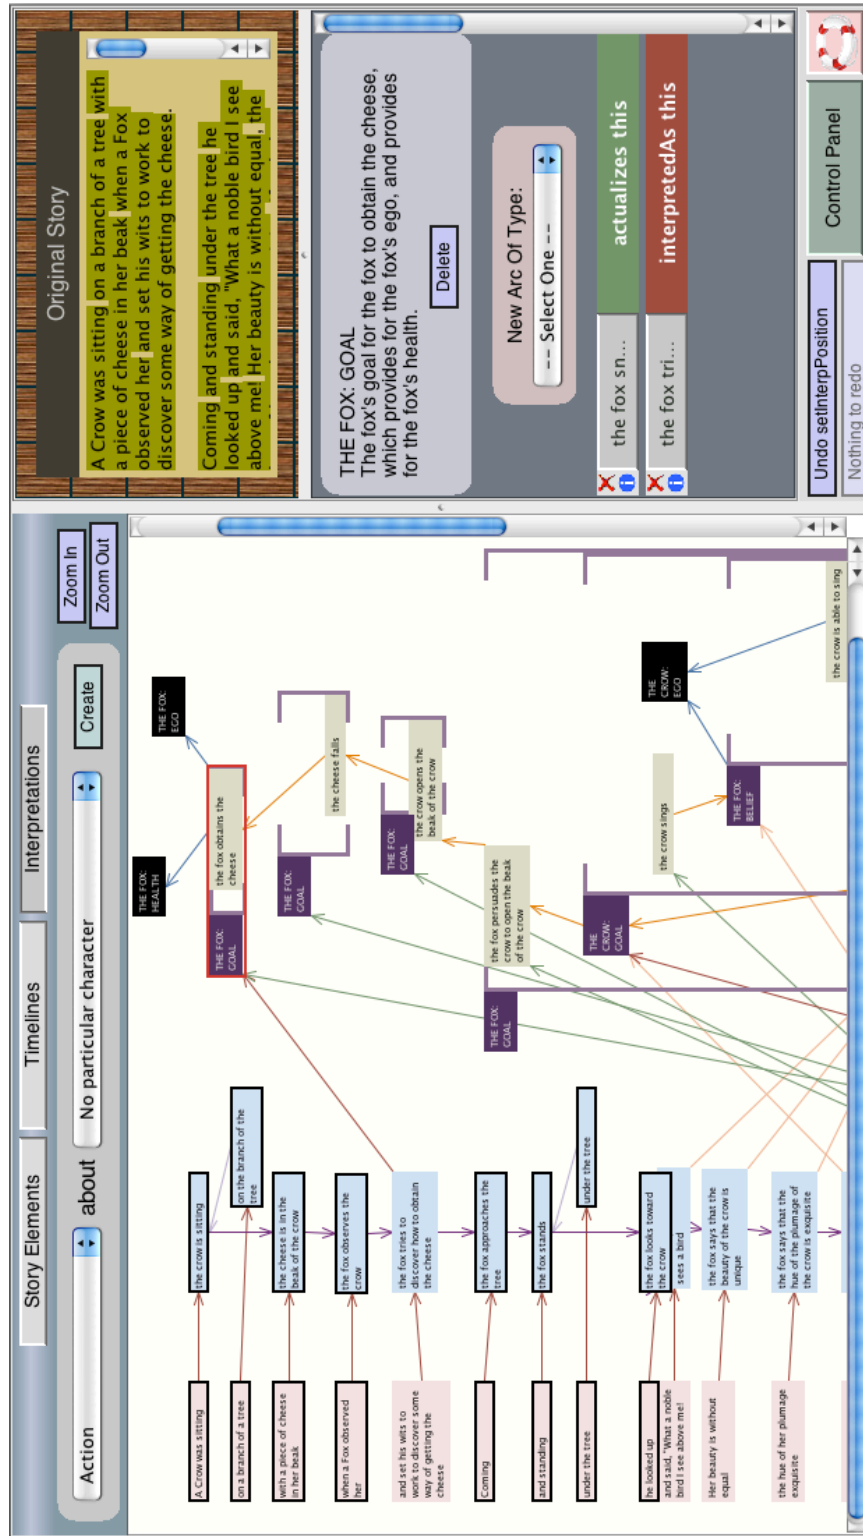 Story Elements
Timelines
Interpretations
Action
about
No particular character
Create
Zoom In
Zoom Out
A Crow was sitting
on a branch of a tree
with a piece of cheese
in her beak
when a Fox observed
her
and set his wits to
work to discover some
way of getting the
cheese
Coming
and standing
under the tree
he looked up
and said, "What a noble
bird I see above me!
Her beauty is without
equal
the hue of her plumage
exquisite
the crow is sitting
on the branch of the
tree
the cheese is in the
beak of the crow
the fox observes the
crow
the fox tries to
discover how to obtain
the cheese
the fox approaches the
tree
the fox stands
under the tree
the fox looks toward
the crow
sees a bird
the fox says that the
beauty of the crow is
unique
the fox says that the
hue of the plumage of
the crow is exquisite
THE FOX:
HEALTH
THE FOX:
EGO
THE FOX:
GOAL
the fox obtains the
cheese
THE FOX:
GOAL
the cheese falls
THE FOX:
GOAL
the crow opens the
beak of the crow
THE FOX:
GOAL
the fox persuades the
crow to open the beak
of the crow
THE
CROW:
GOAL
the crow sings
THE
CROW:
EGO
THE FOX:
BELIEF
the crow is able to sing
Original Story
A Crow was sitting on a branch of a tree with
a piece of cheese in her beak when a Fox
observed her and set his wits to work to
discover some way of getting the cheese.
Coming and standing under the tree he
looked up and said, "What a noble bird I see
above me! Her beauty is without equal, the
THE FOX: GOAL
The fox's goal for the fox to obtain the cheese,
which provides for the fox's ego, and provides
for the fox's health.
Delete
New Arc Of Type:
-- Select One --
the fox sn...
actualizes this
the fox tri...
interpretedAs this
Undo setInterpPosition
Nothing to redo
Control Panel